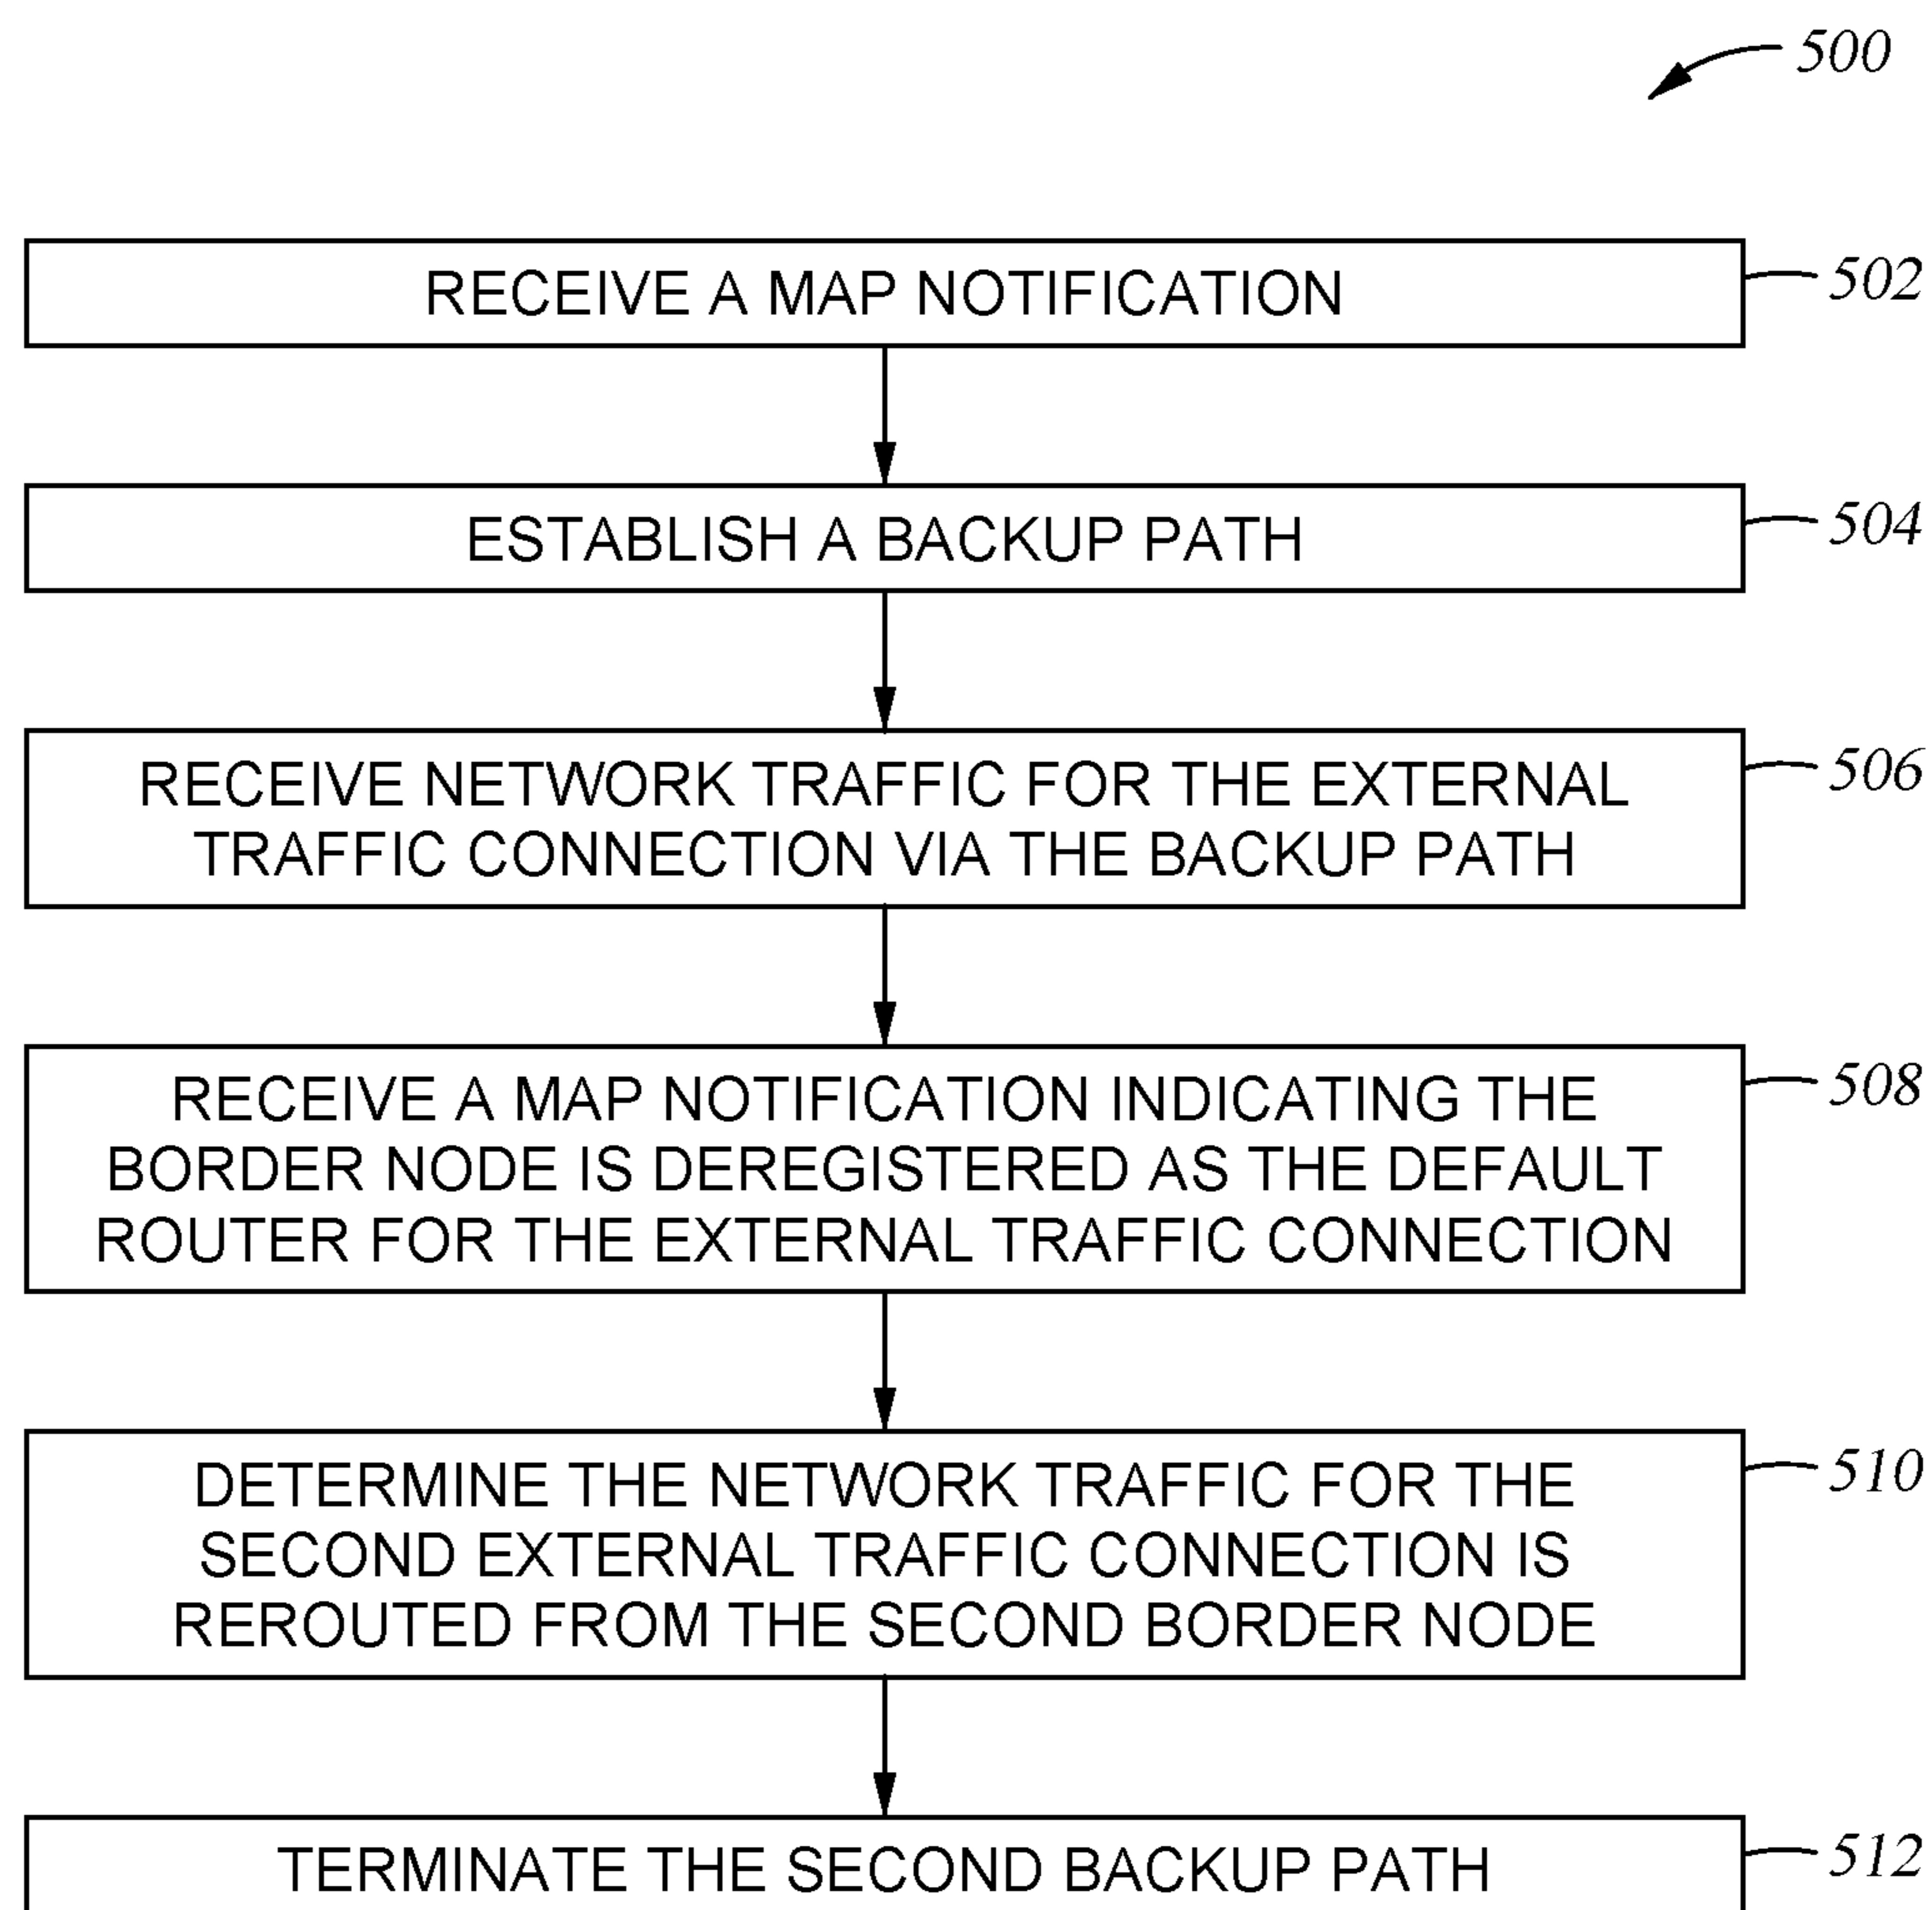 500
RECEIVE A MAP NOTIFICATION
502
ESTABLISH A BACKUP PATH
504
RECEIVE NETWORK TRAFFIC FOR THE EXTERNAL
TRAFFIC CONNECTION VIA THE BACKUP PATH
506
RECEIVE A MAP NOTIFICATION INDICATING THE
BORDER NODE IS DEREGISTERED AS THE DEFAULT
ROUTER FOR THE EXTERNAL TRAFFIC CONNECTION
508
DETERMINE THE NETWORK TRAFFIC FOR THE
SECOND EXTERNAL TRAFFIC CONNECTION IS
REROUTED FROM THE SECOND BORDER NODE
510
TERMINATE THE SECOND BACKUP PATH
512